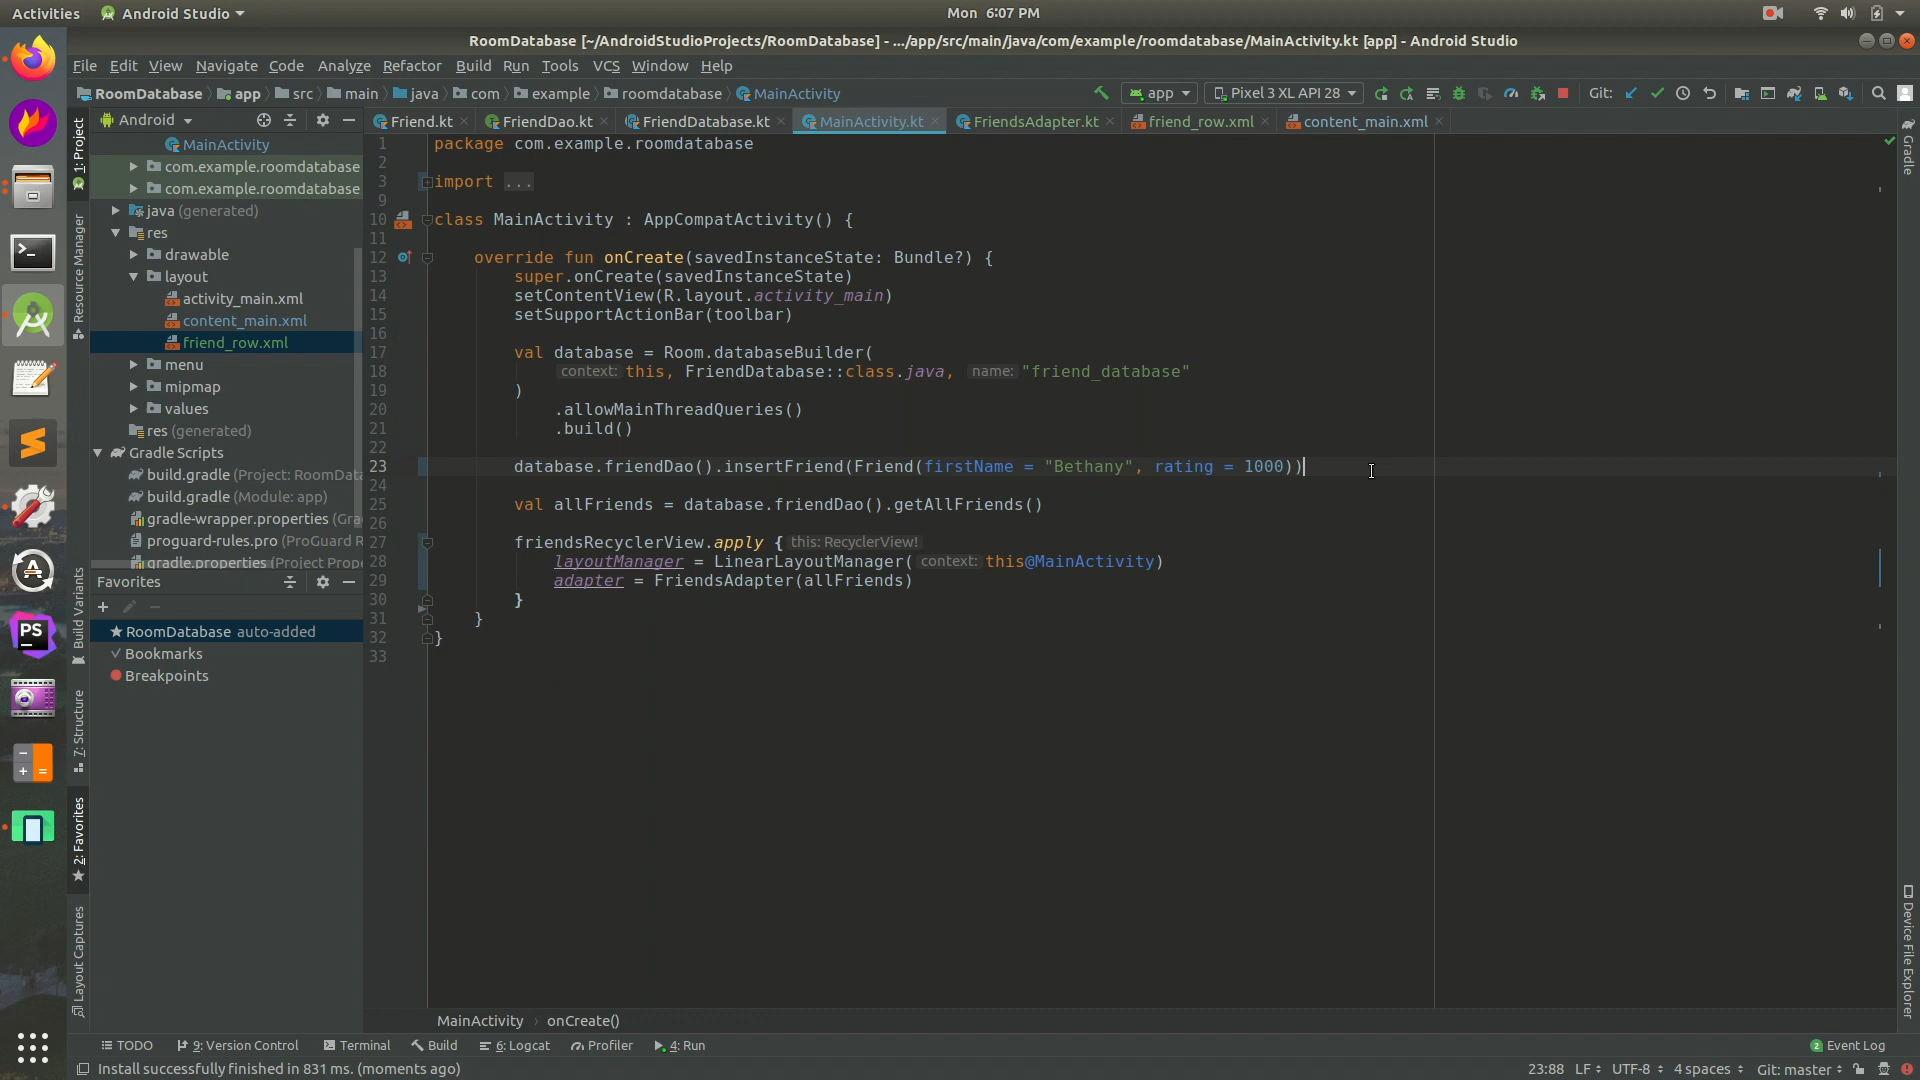 Activities Android Studio Mon 6:07 PM
RoomDatabase [~/AndroidStudioProjects/RoomDatabase] - .../app/src/main/java/com/example/roomdatabase/MainActivity.kt [app] - Android Studio
File Edit View Navigate Code Analyze Refactor Build Run Tools VCS Window Help
RoomDatabase app src main java com example roomdatabase MainActivity app Pixel 3 XL API 28 Git:
Android Friend.kt FriendDao.kt FriendDatabase.kt MainActivity.kt FriendsAdapter.kt friend_row.xml content_main.xml
1: Project
Resource Manager
Build Variants
7: Structure
2: Favorites
Layout Captures
MainActivity
com.example.roomdatabase
com.example.roomdatabase
java (generated)
res
drawable
layout
activity_main.xml
content_main.xml
friend_row.xml
menu
mipmap
values
res (generated)
Gradle Scripts
build.gradle (Project: RoomData
build.gradle (Module: app)
gradle-wrapper.properties (Gra
proguard-rules.pro (ProGuard R
gradle.properties (Project Prope
Favorites
RoomDatabase auto-added
Bookmarks
Breakpoints
PS
1 package com.example.roomdatabase
2
3 import ...
9
10 class MainActivity : AppCompatActivity() {
11
12 override fun onCreate(savedInstanceState: Bundle?) {
13 super.onCreate(savedInstanceState)
14 setContentView(R.layout.activity_main)
15 setSupportActionBar(toolbar)
16
17 val database = Room.databaseBuilder(
18 context: this, FriendDatabase::class.java, name: "friend_database"
19 )
20 .allowMainThreadQueries()
21 .build()
22
23 database.friendDao().insertFriend(Friend(firstName = "Bethany", rating = 1000))
24
25 val allFriends = database.friendDao().getAllFriends()
26
27 friendsRecyclerView.apply { this: RecyclerView!
28 layoutManager = LinearLayoutManager( context: this@MainActivity)
29 adapter = FriendsAdapter(allFriends)
30 }
31 }
32 }
33
Gradle
Device File Explorer
MainActivity › onCreate()
TODO 9: Version Control Terminal Build 6: Logcat Profiler 4: Run 2 Event Log
Install successfully finished in 831 ms. (moments ago) 23:88 LF UTF-8 4 spaces Git: master